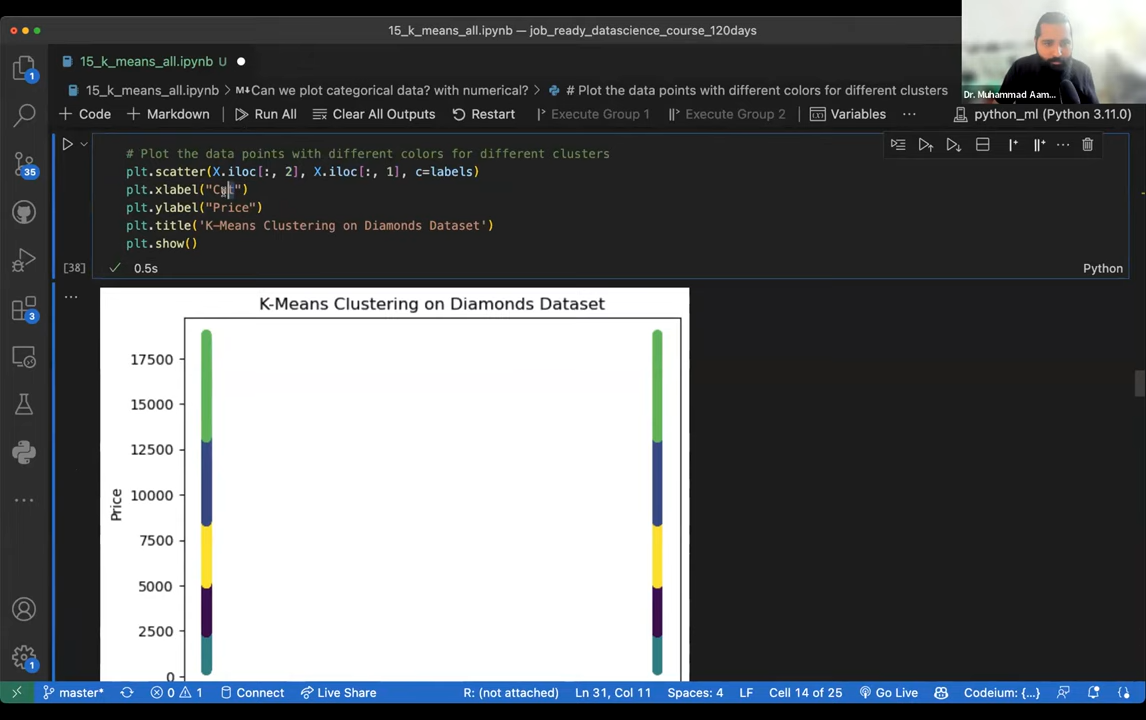 15_k_means_all.ipynb — job_ready_datascience_course_120days
15_k_means_all.ipynb U
15_k_means_all.ipynb > M↓Can we plot categorical data? with numerical? > # Plot the data points with different colors for different clusters
Dr. Muhammad Aam...
+ Code + Markdown Run All Clear All Outputs Restart Execute Group 1 Execute Group 2 Variables ... python_ml (Python 3.11.0)
# Plot the data points with different colors for different clusters
plt.scatter(X.iloc[:, 2], X.iloc[:, 1], c=labels)
plt.xlabel("Cut")
plt.ylabel("Price")
plt.title('K-Means Clustering on Diamonds Dataset')
plt.show()
[38] ✓ 0.5s Python
...
K-Means Clustering on Diamonds Dataset
17500
15000
12500
10000
7500
5000
2500
0
Price
1
35
3
1
master* 0 1 Connect Live Share R: (not attached) Ln 31, Col 11 Spaces: 4 LF Cell 14 of 25 Go Live Codeium: {...}